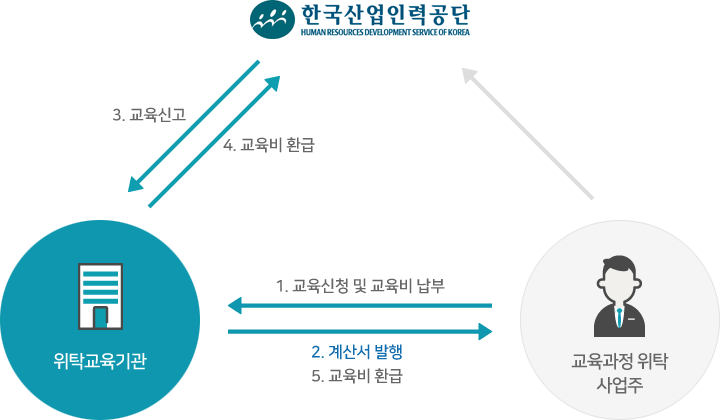 한국산업인력공단
HUMAN RESOURCES DEVELOPMENT SERVICE OF KOREA
3. 교육신고
4. 교육비 환급
1. 교육신청 및 교육비 납부
2. 계산서 발행
5. 교육비 환급
위탁교육기관
교육과정 위탁
사업주